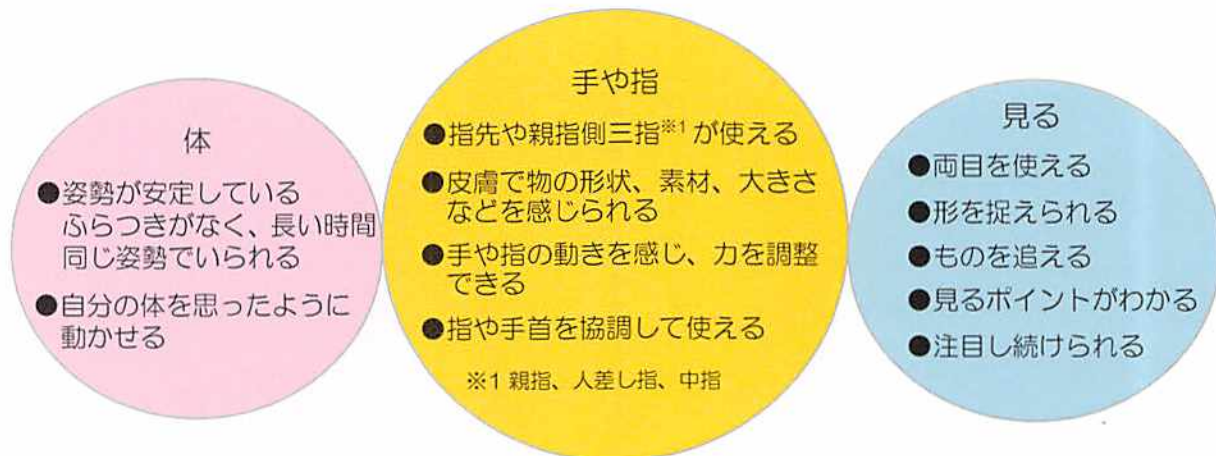 体
●姿勢が安定している
ふらつきがなく、長い時間
同じ姿勢でいられる
●自分の体を思ったように
動かせる
手や指
●指先や親指側三指※1 が使える
●皮膚で物の形状、素材、大きさ
などを感じられる
●手や指の動きを感じ、力を調整
できる
●指や手首を協調して使える
※1 親指、人差し指、中指
見る
●両目を使える
●形を捉えられる
●ものを追える
●見るポイントがわかる
●注目し続けられる